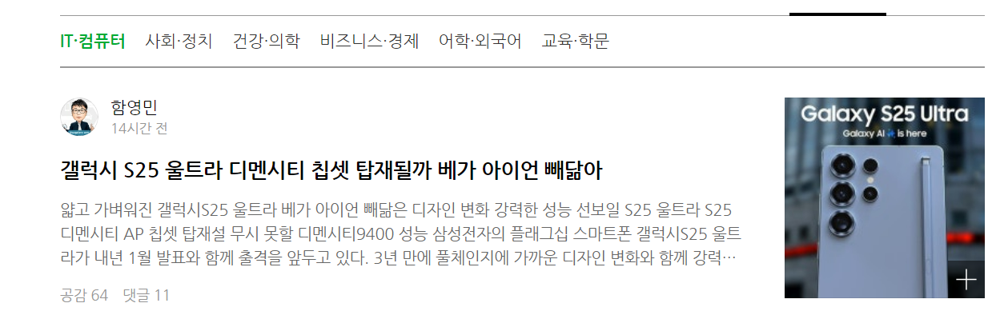 IT·컴퓨터 사회·정치 건강·의학 비즈니스·경제 어학·외국어 교육·학문
함영민
14시간 전
갤럭시 S25 울트라 디멘시티 칩셋 탑재될까 베가 아이언 빼닮아
얇고 가벼워진 갤럭시S25 울트라 베가 아이언 빼닮은 디자인 변화 강력한 성능 선보일 S25 울트라 S25
디멘시티 AP 칩셋 탑재설 무시 못할 디멘시티9400 성능 삼성전자의 플래그십 스마트폰 갤럭시S25 울트
라가 내년 1월 발표와 함께 출격을 앞두고 있다. 3년 만에 풀체인지에 가까운 디자인 변화와 함께 강력…
공감 64 댓글 11
Galaxy S25 Ultra
Galaxy AI is here